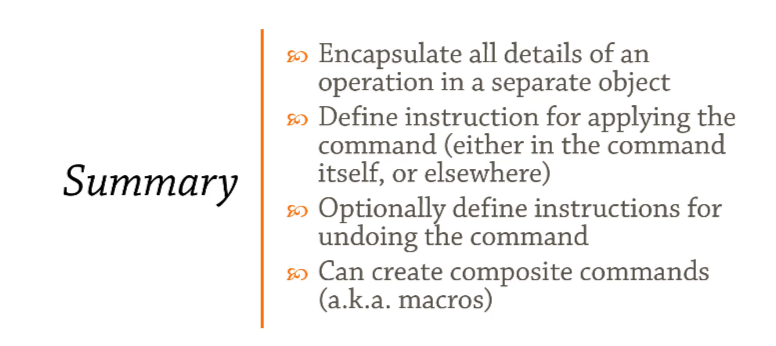 Summary
Encapsulate all details of an
operation in a separate object
Define instruction for applying the
command (either in the command
itself, or elsewhere)
Optionally define instructions for
undoing the command
Can create composite commands
(a.k.a. macros)